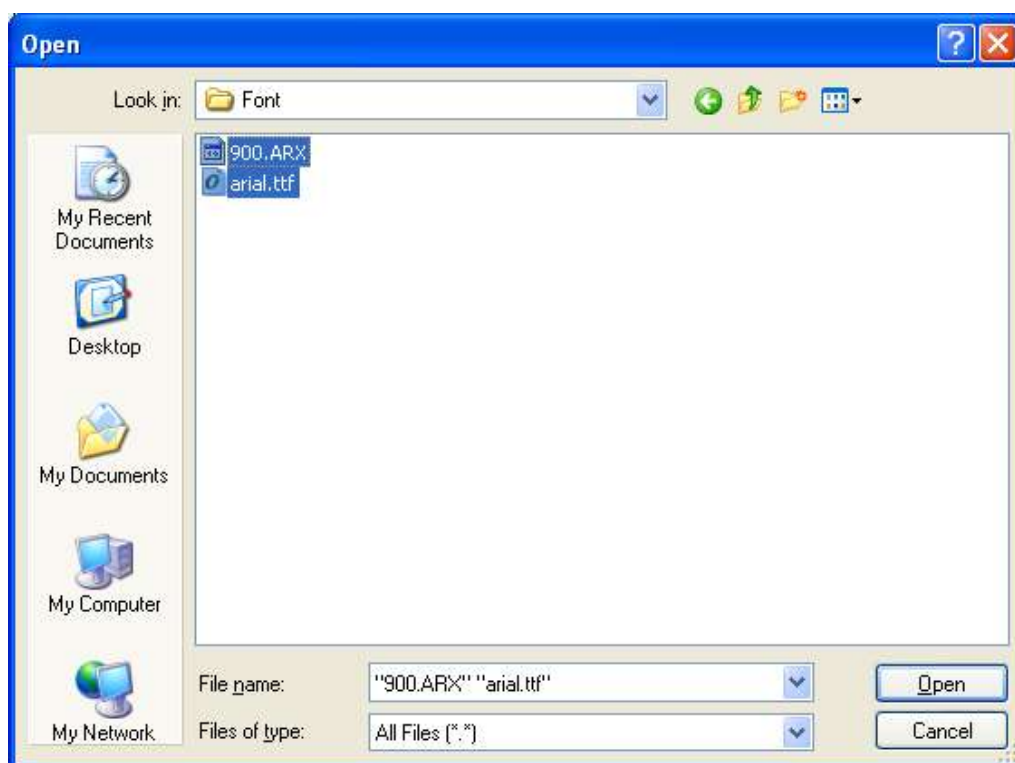 Open
Look in:
Font
900.ARX
arial.ttf
My Recent
Documents
Desktop
My Documents
My Computer
My Network
File name:
"900.ARX" "arial.ttf"
Open
Files of type:
All Files (*.*)
Cancel